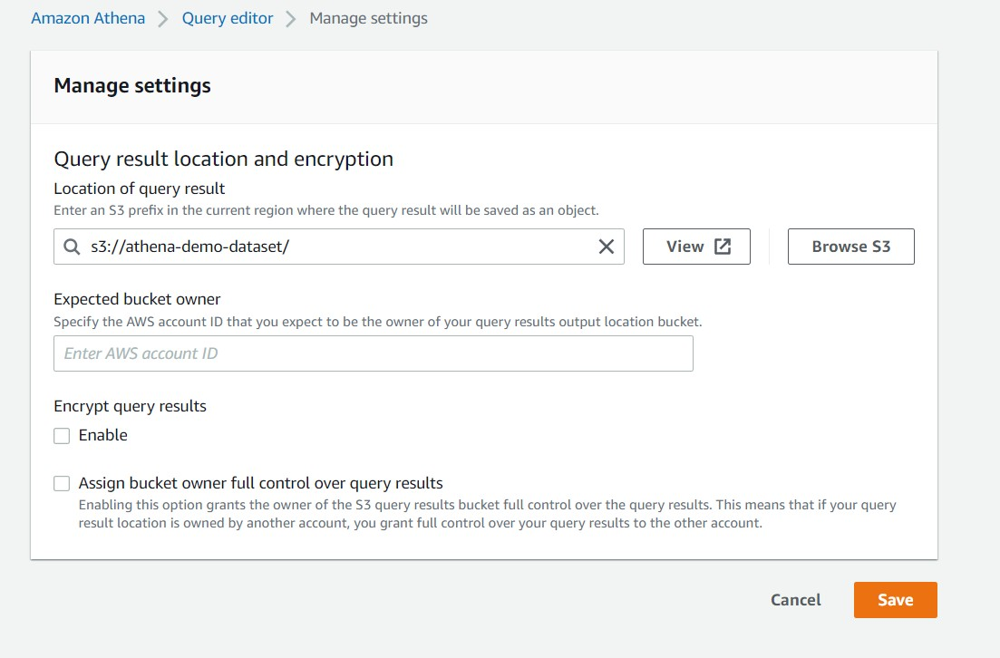 Amazon Athena > Query editor > Manage settings
Manage settings
Query result location and encryption
Location of query result
Enter an S3 prefix in the current region where the query result will be saved as an object.
s3://athena-demo-dataset/
View
Browse S3
Expected bucket owner
Specify the AWS account ID that you expect to be the owner of your query results output location bucket.
Enter AWS account ID
Encrypt query results
Enable
Assign bucket owner full control over query results
Enabling this option grants the owner of the S3 query results bucket full control over the query results. This means that if your query
result location is owned by another account, you grant full control over your query results to the other account.
Cancel
Save